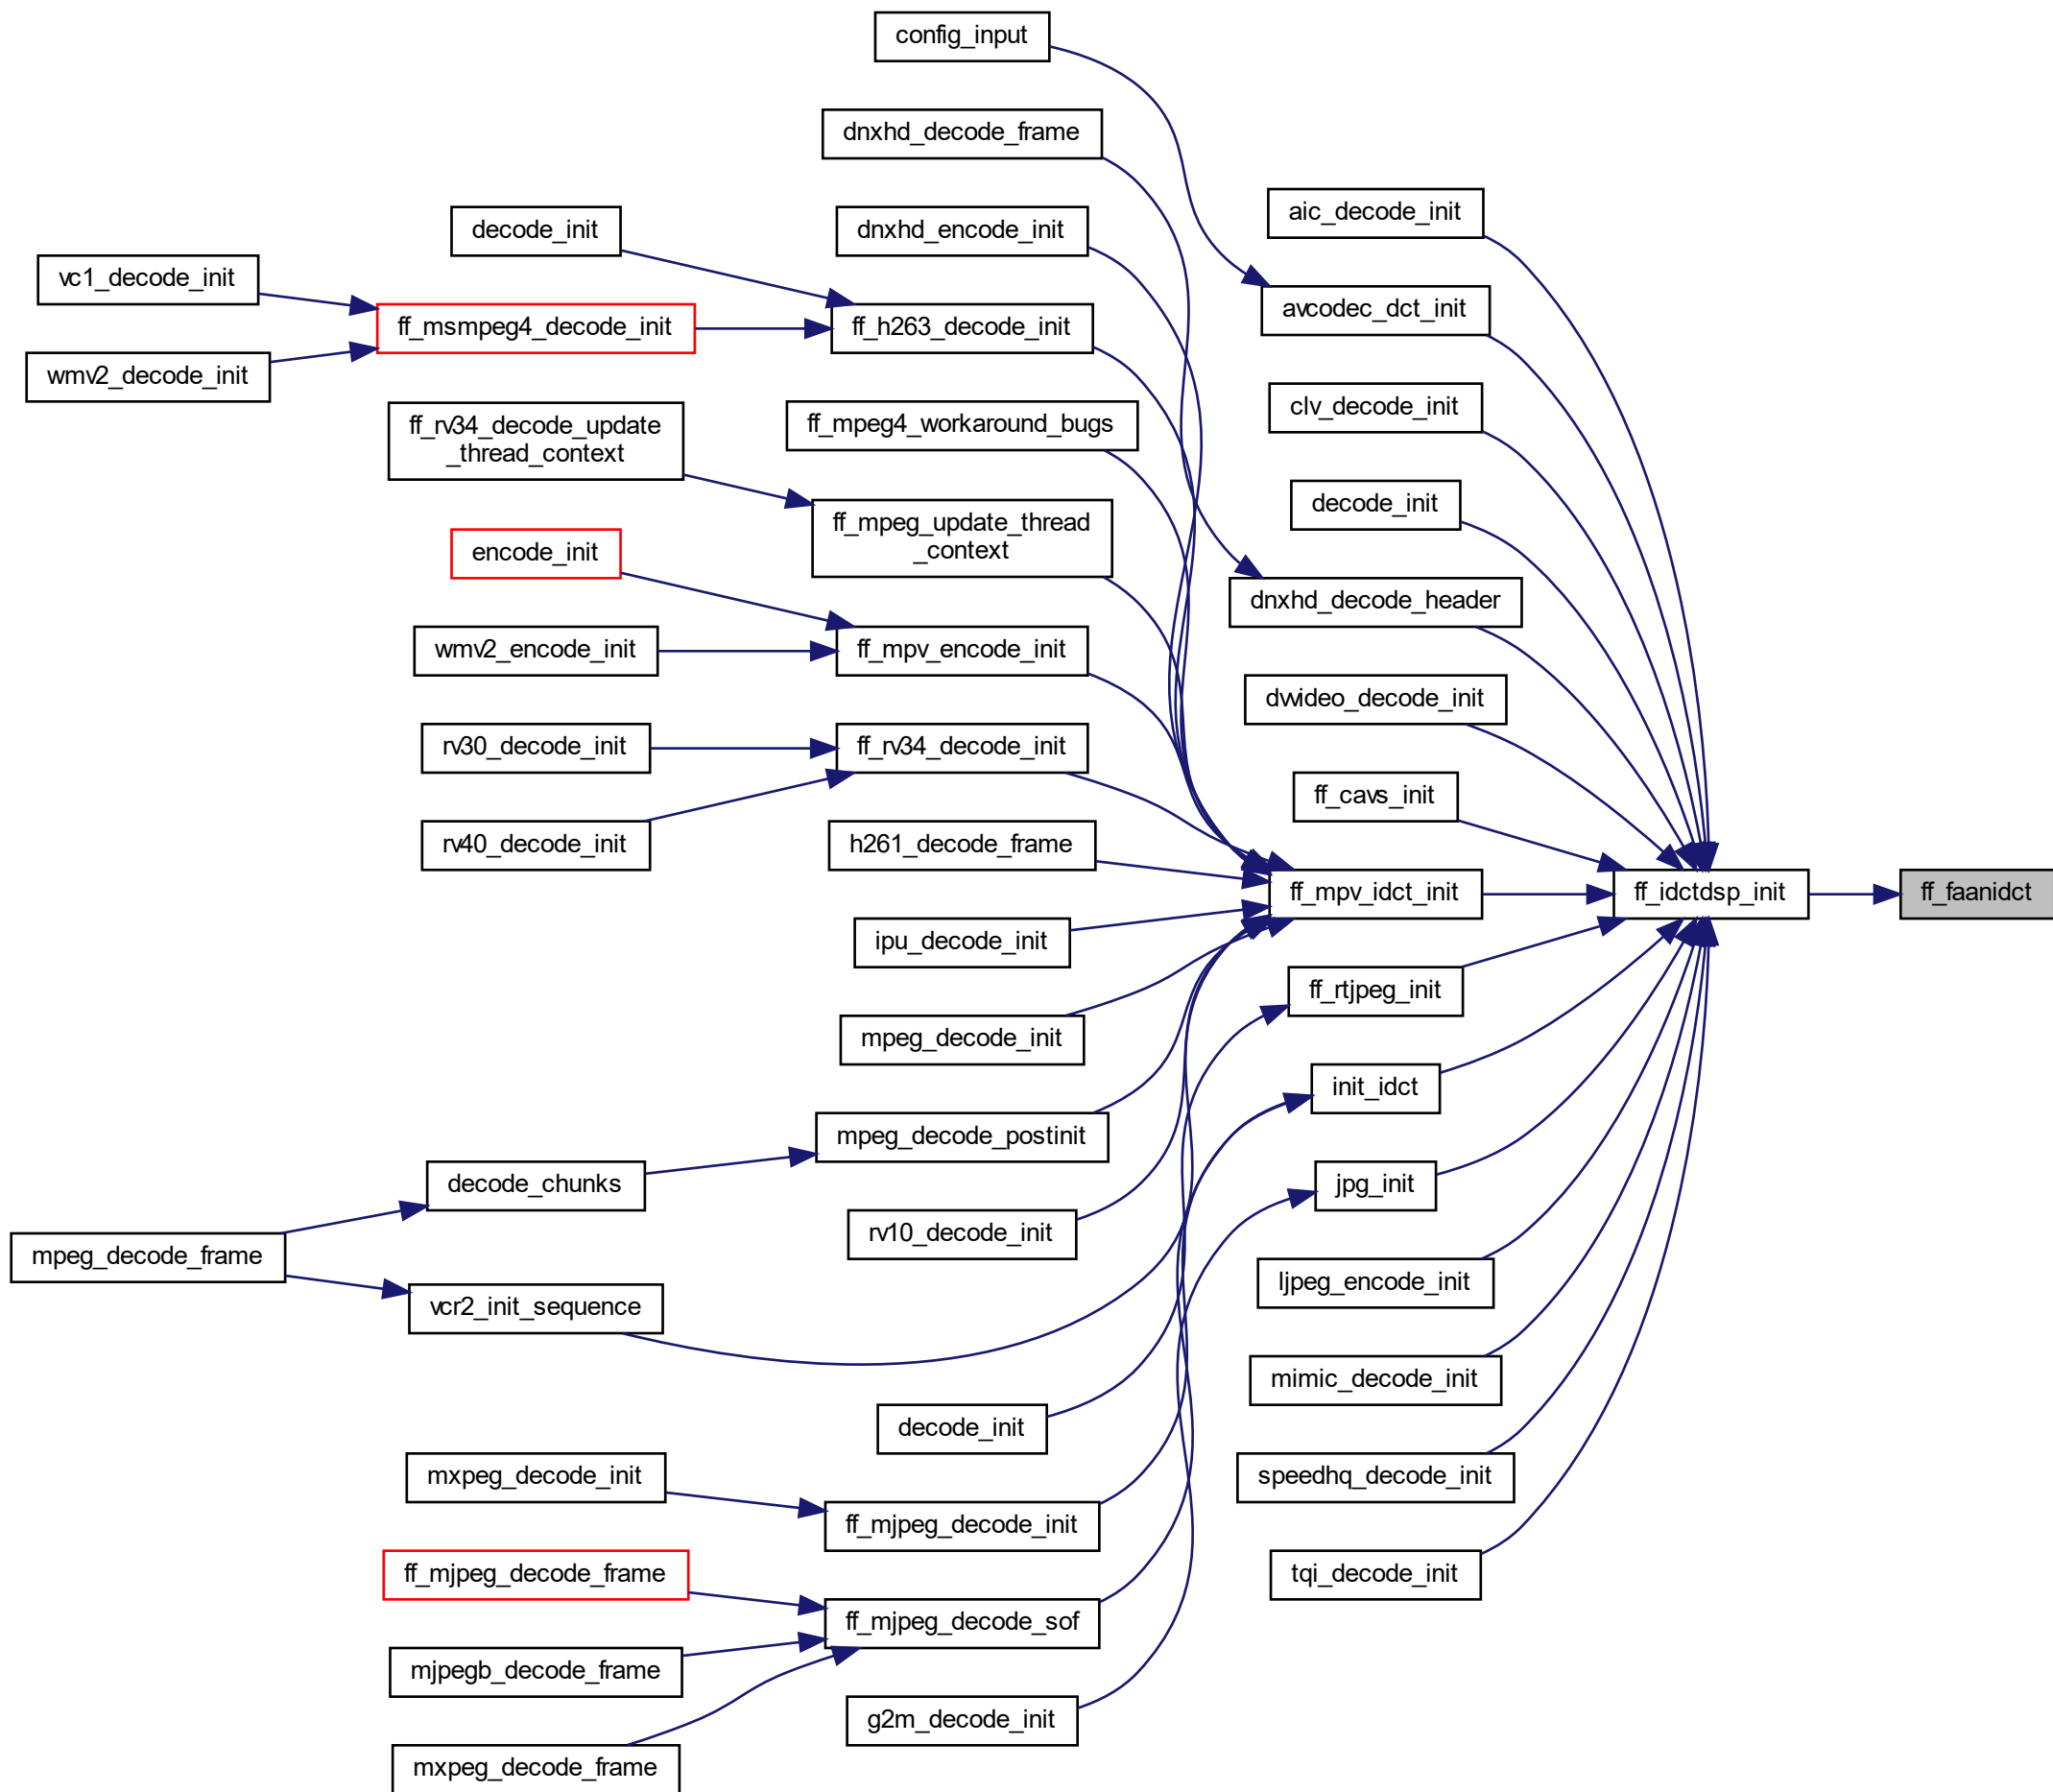 config_input
dnxhd_decode_frame
aic_decode_init
decode_init
dnxhd_encode_init
vc1_decode_init
avcodec_dct_init
ff_msmpeg4_decode_init
ff_h263_decode_init
wmv2_decode_init
clv_decode_init
ff_rv34_decode_update
_thread_context
ff_mpeg4_workaround_bugs
decode_init
ff_mpeg_update_thread
_context
encode_init
dnxhd_decode_header
wmv2_encode_init
ff_mpv_encode_init
dvvideo_decode_init
rv30_decode_init
ff_rv34_decode_init
ff_cavs_init
rv40_decode_init
h261_decode_frame
ff_mpv_idct_init
ff_idctdsp_init
ff_faanidct
ipu_decode_init
ff_rtjpeg_init
mpeg_decode_init
init_idct
mpeg_decode_postinit
decode_chunks
jpg_init
rv10_decode_init
mpeg_decode_frame
ljpeg_encode_init
vcr2_init_sequence
mimic_decode_init
decode_init
mxpeg_decode_init
speedhq_decode_init
ff_mjpeg_decode_init
ff_mjpeg_decode_frame
tqi_decode_init
ff_mjpeg_decode_sof
mjpegb_decode_frame
g2m_decode_init
mxpeg_decode_frame